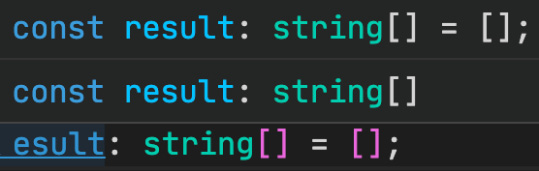 const result: string[] = [];
const result: string[]
esult: string[] = [];